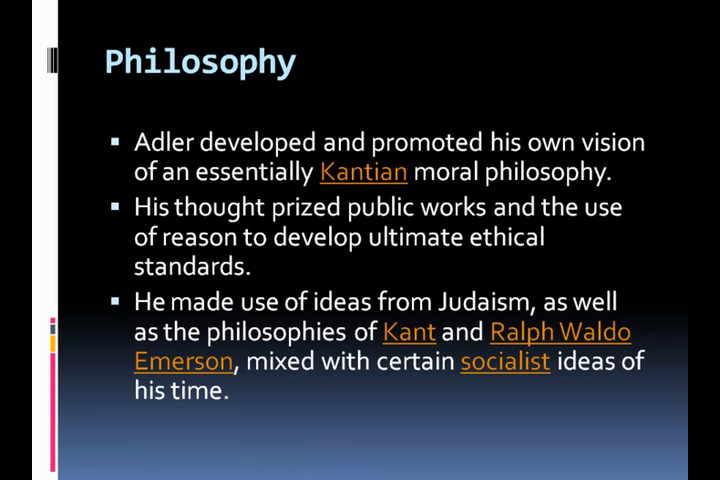 Philosophy
Adler developed and promoted his own vision
of an essentially Kantian moral philosophy.
His thought prized public works and the use
of reason to develop ultimate ethical
standards.
He made use of ideas from Judaism, as well
as the philosophies of Kant and Ralph Waldo
Emerson, mixed with certain socialist ideas of
his time.